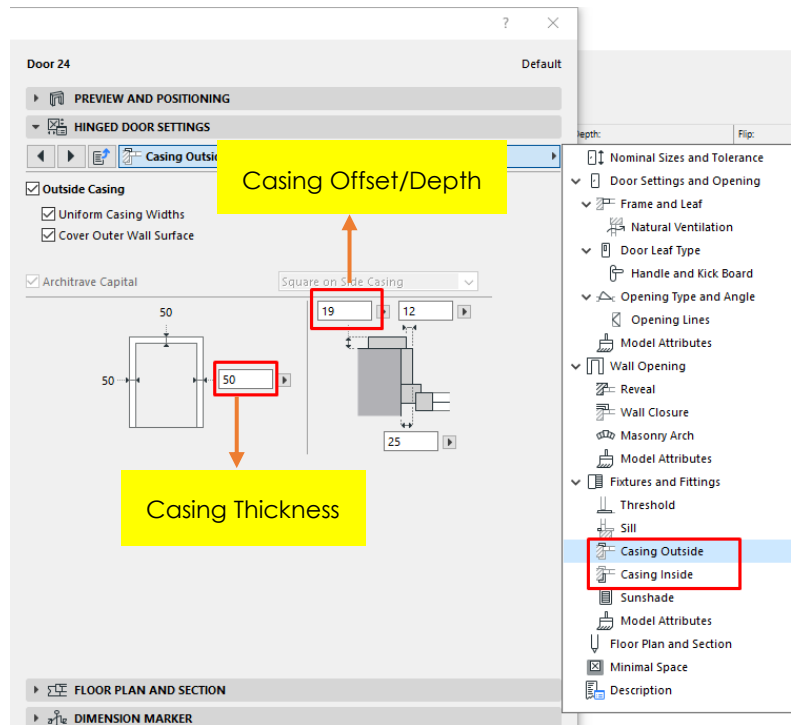 ? ×
Door 24 Default
PREVIEW AND POSITIONING
HINGED DOOR SETTINGS
Casing Outsi
Casing Offset/Depth
Outside Casing
Uniform Casing Widths
Cover Outer Wall Surface
Architrave Capital Square on Side Casing
50
19 12
50 50
25
Casing Thickness
FLOOR PLAN AND SECTION
DIMENSION MARKER
Depth: Flip:
Nominal Sizes and Tolerance
Door Settings and Opening
Frame and Leaf
Natural Ventilation
Door Leaf Type
Handle and Kick Board
Opening Type and Angle
Opening Lines
Model Attributes
Wall Opening
Reveal
Wall Closure
Masonry Arch
Model Attributes
Fixtures and Fittings
Threshold
Sill
Casing Outside
Casing Inside
Sunshade
Model Attributes
Floor Plan and Section
Minimal Space
Description